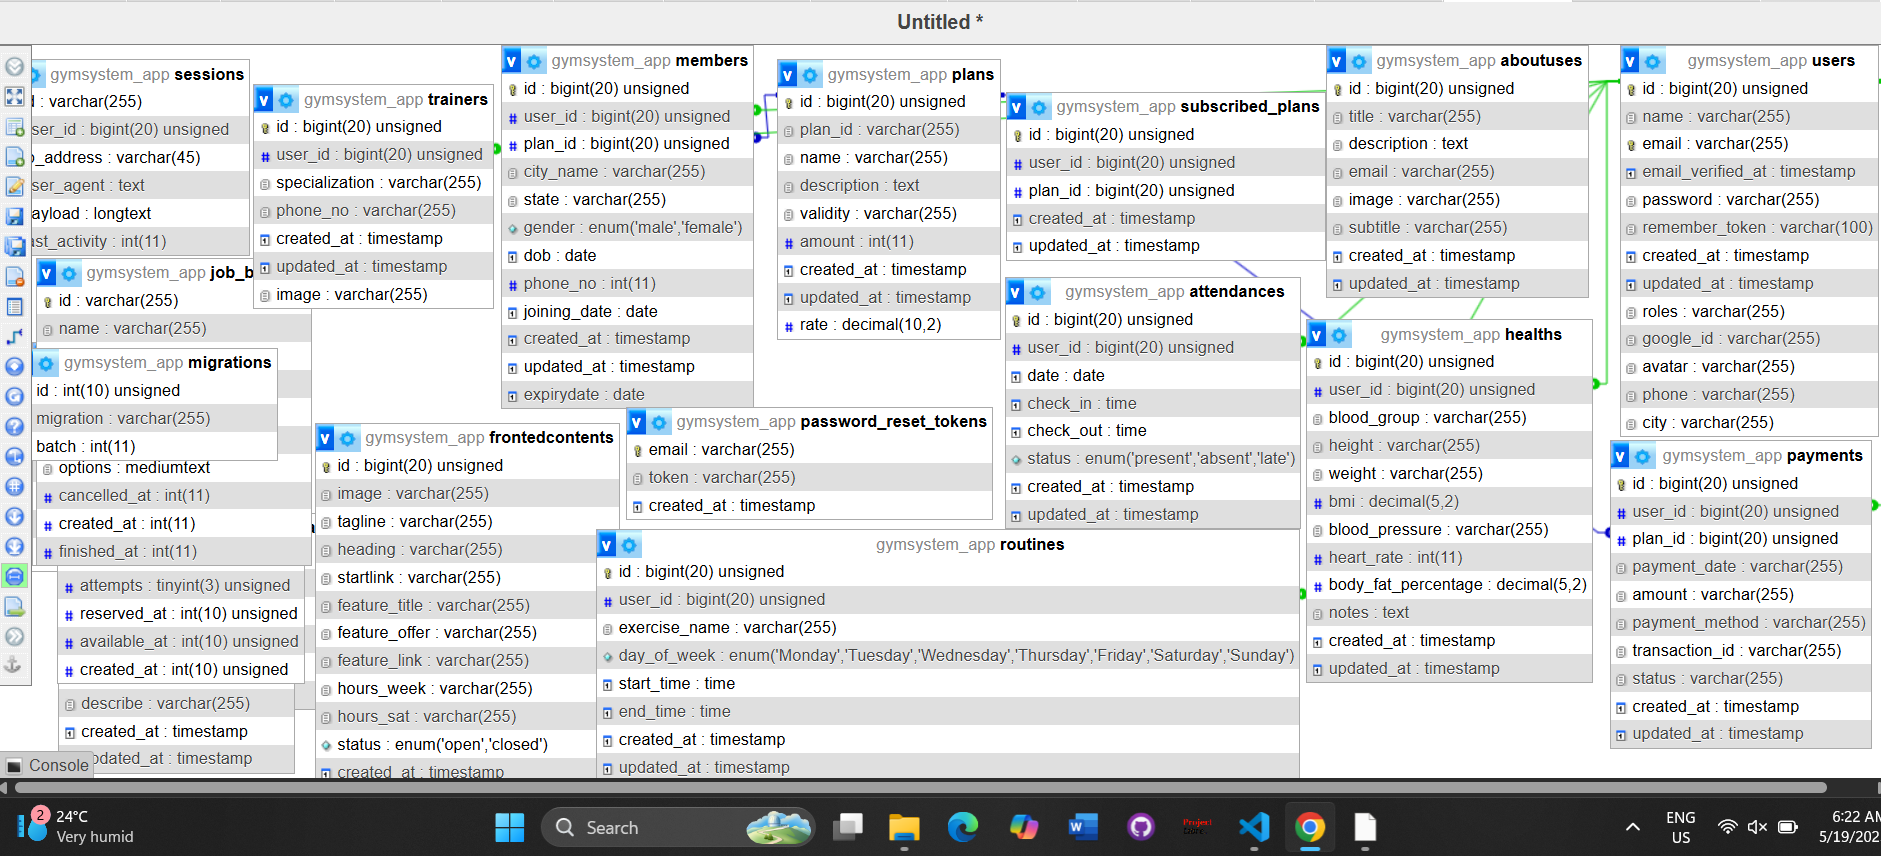 Untitled *
gymsystem_app sessions
: varchar(255)
ser_id : bigint(20) unsigned
p_address : varchar(45)
ser_agent : text
ayload : longtext
ast_activity : int(11)
gymsystem_app job_b
id : varchar(255)
name : varchar(255)
gymsystem_app migrations
id : int(10) unsigned
migration : varchar(255)
batch : int(11)
options : mediumtext
cancelled_at : int(11)
created_at : int(11)
finished_at : int(11)
attempts : tinyint(3) unsigned
reserved_at : int(10) unsigned
available_at : int(10) unsigned
created_at : int(10) unsigned
describe : varchar(255)
created_at : timestamp
pdated_at : timestamp
Console
gymsystem_app trainers
id : bigint(20) unsigned
user_id : bigint(20) unsigned
specialization : varchar(255)
phone_no : varchar(255)
created_at : timestamp
updated_at : timestamp
image : varchar(255)
gymsystem_app frontedcontents
id : bigint(20) unsigned
image : varchar(255)
tagline : varchar(255)
heading : varchar(255)
startlink : varchar(255)
feature_title : varchar(255)
feature_offer : varchar(255)
feature_link : varchar(255)
hours_week : varchar(255)
hours_sat : varchar(255)
status : enum('open','closed')
created_at : timestamp
gymsystem_app members
id : bigint(20) unsigned
user_id : bigint(20) unsigned
plan_id : bigint(20) unsigned
city_name : varchar(255)
state : varchar(255)
gender : enum('male','female')
dob : date
phone_no : int(11)
joining_date : date
created_at : timestamp
updated_at : timestamp
expirydate : date
gymsystem_app password_reset_tokens
email : varchar(255)
token : varchar(255)
created_at : timestamp
gymsystem_app routines
id : bigint(20) unsigned
user_id : bigint(20) unsigned
exercise_name : varchar(255)
day_of_week : enum('Monday','Tuesday','Wednesday','Thursday','Friday','Saturday','Sunday')
start_time : time
end_time : time
created_at : timestamp
updated_at : timestamp
gymsystem_app plans
id : bigint(20) unsigned
plan_id : varchar(255)
name : varchar(255)
description : text
validity : varchar(255)
amount : int(11)
created_at : timestamp
updated_at : timestamp
rate : decimal(10,2)
gymsystem_app subscribed_plans
id : bigint(20) unsigned
user_id : bigint(20) unsigned
plan_id : bigint(20) unsigned
created_at : timestamp
updated_at : timestamp
gymsystem_app attendances
id : bigint(20) unsigned
user_id : bigint(20) unsigned
date : date
check_in : time
check_out : time
status : enum('present','absent','late')
created_at : timestamp
updated_at : timestamp
gymsystem_app aboutuses
id : bigint(20) unsigned
title : varchar(255)
description : text
email : varchar(255)
image : varchar(255)
subtitle : varchar(255)
created_at : timestamp
updated_at : timestamp
gymsystem_app healths
id : bigint(20) unsigned
user_id : bigint(20) unsigned
blood_group : varchar(255)
height : varchar(255)
weight : varchar(255)
bmi : decimal(5,2)
blood_pressure : varchar(255)
heart_rate : int(11)
body_fat_percentage : decimal(5,2)
notes : text
created_at : timestamp
updated_at : timestamp
gymsystem_app users
id : bigint(20) unsigned
name : varchar(255)
email : varchar(255)
email_verified_at : timestamp
password : varchar(255)
remember_token : varchar(100)
created_at : timestamp
updated_at : timestamp
roles : varchar(255)
google_id : varchar(255)
avatar : varchar(255)
phone : varchar(255)
city : varchar(255)
gymsystem_app payments
id : bigint(20) unsigned
user_id : bigint(20) unsigned
plan_id : bigint(20) unsigned
payment_date : varchar(255)
amount : varchar(255)
payment_method : varchar(255)
transaction_id : varchar(255)
status : varchar(255)
created_at : timestamp
updated_at : timestamp
2
24°C
Very humid
Search
Project
ENG
US
6:22 AM
5/19/202